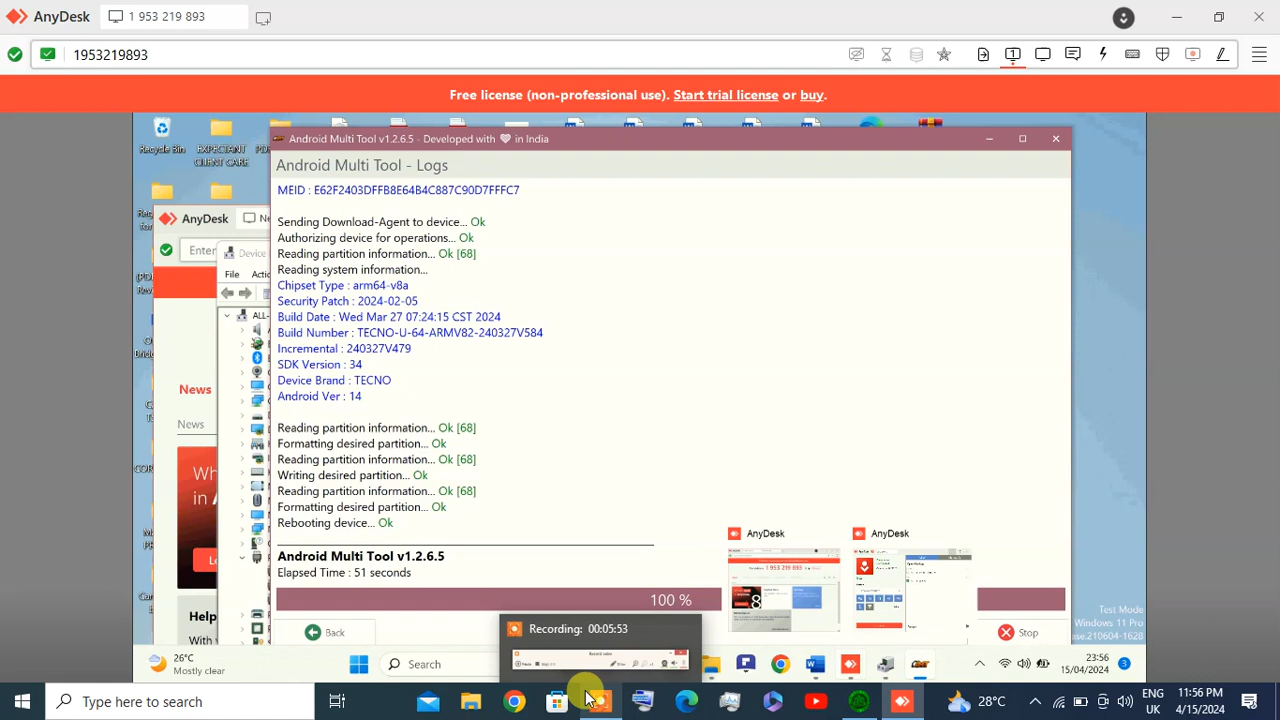 AnyDesk
1 953 219 893
1953219893
Free license (non-professional use). Start trial license or buy.
Recycle Bin
EXPECTANT
CLIENT CARE
Android Multi Tool v1.2.6.5 - Developed with ❤ in India
Android Multi Tool - Logs
MEID : E62F2403DFFB8E64B4C887C90D7FFFC7
AnyDesk
Enter
Device
File
Sending Download-Agent to device... Ok
Authorizing device for operations... Ok
Reading partition information... Ok [68]
Reading system information...
Chipset Type : arm64-v8a
Security Patch : 2024-02-05
Build Date : Wed Mar 27 07:24:15 CST 2024
Build Number : TECNO-U-64-ARMV82-240327V584
Incremental : 240327V479
SDK Version : 34
Device Brand : TECNO
Android Ver : 14
News
News
Reading partition information... Ok [68]
Formatting desired partition... Ok
Reading partition information... Ok [68]
Writing desired partition... Ok
Reading partition information... Ok [68]
Formatting desired partition... Ok
Rebooting device... Ok
Android Multi Tool v1.2.6.5
Elapsed Time : 51 seconds
AnyDesk
AnyDesk
100 %
Back
Stop
Help
Recording: 00:05:53
Test Mode
Windows 11 Pro
26°C
Mostly clear
Search
23:56
15/04/2024
3
Type here to search
28°C
ENG
UK
11:56 PM
4/15/2024